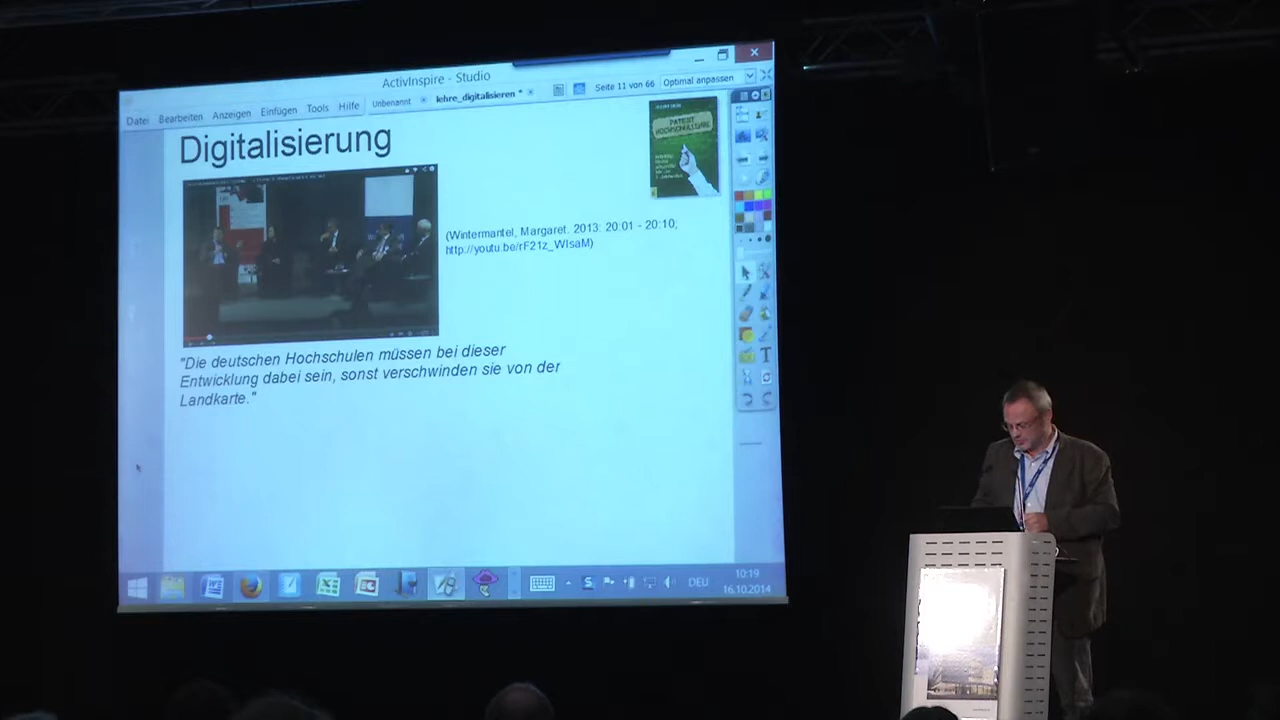 ActivInspire - Studio
Datei Bearbeiten Anzeigen Einfügen Tools Hilfe Unbenannt lehre_digitalisieren * Seite 11 von 66 Optimal anpassen
Digitalisierung
PATIENT
HOCHSCHULLEHRE
(Wintermantel, Margaret. 2013: 20:01 - 20:10;
http://youtu.be/rF21z_WIsaM)
"Die deutschen Hochschulen müssen bei dieser
Entwicklung dabei sein, sonst verschwinden sie von der
Landkarte."
DEU
10:19
16.10.2014